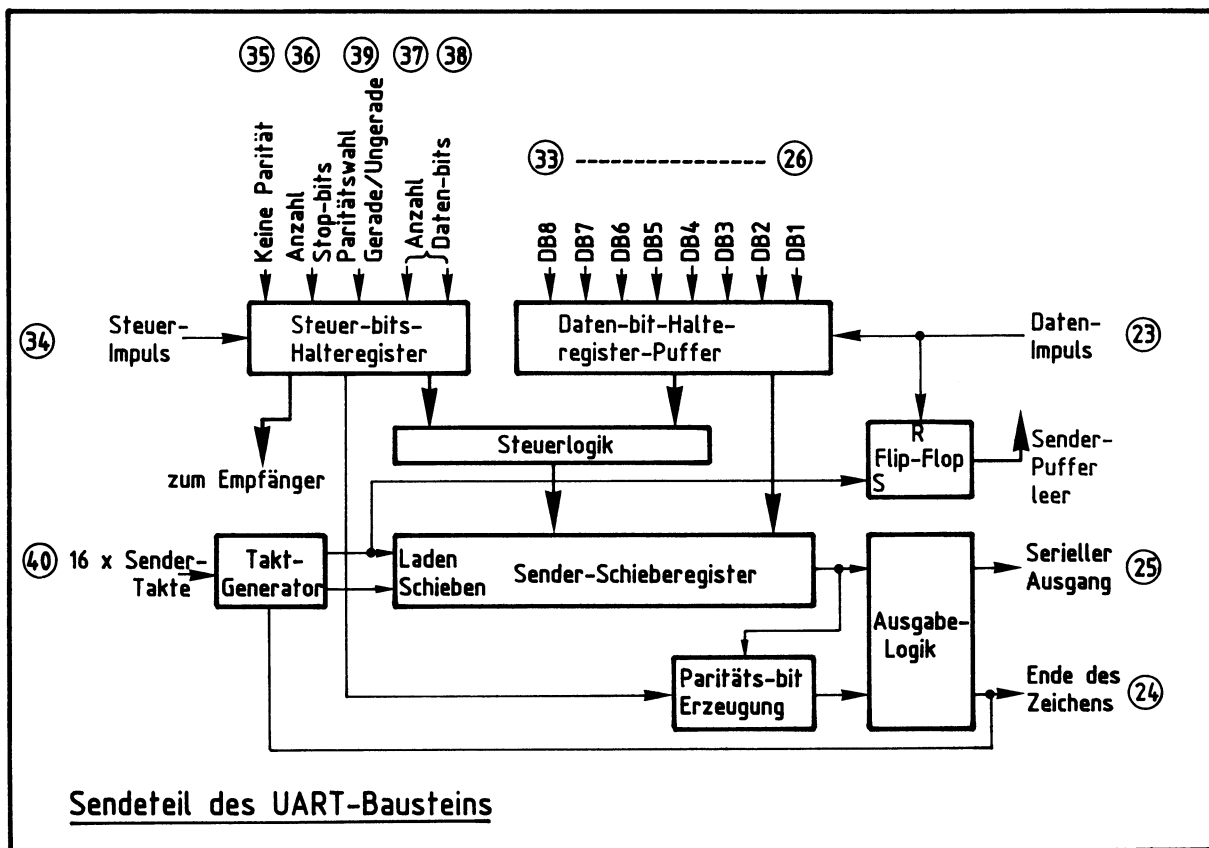 35 36 39 37 38
Keine Parität
Anzahl
Stop-bits
Paritätswahl
Gerade/Ungerade
Anzahl
Daten-bits
33 26
DB8 DB7 DB6 DB5 DB4 DB3 DB2 DB1
34
Steuer-
Impuls
Steuer-bits-
Halteregister
Daten-bit-Halte-
register-Puffer
Daten-
Impuls
23
Steuerlogik
R
Flip-Flop
S
Sender-
Puffer
leer
zum Empfänger
40 16 x Sender-
Takte
Takt-
Generator
Laden
Schieben
Sender-Schieberegister
Serieller
Ausgang
25
Ausgabe-
Logik
Paritäts-bit
Erzeugung
Ende des
Zeichens
24
Sendeteil des UART-Bausteins